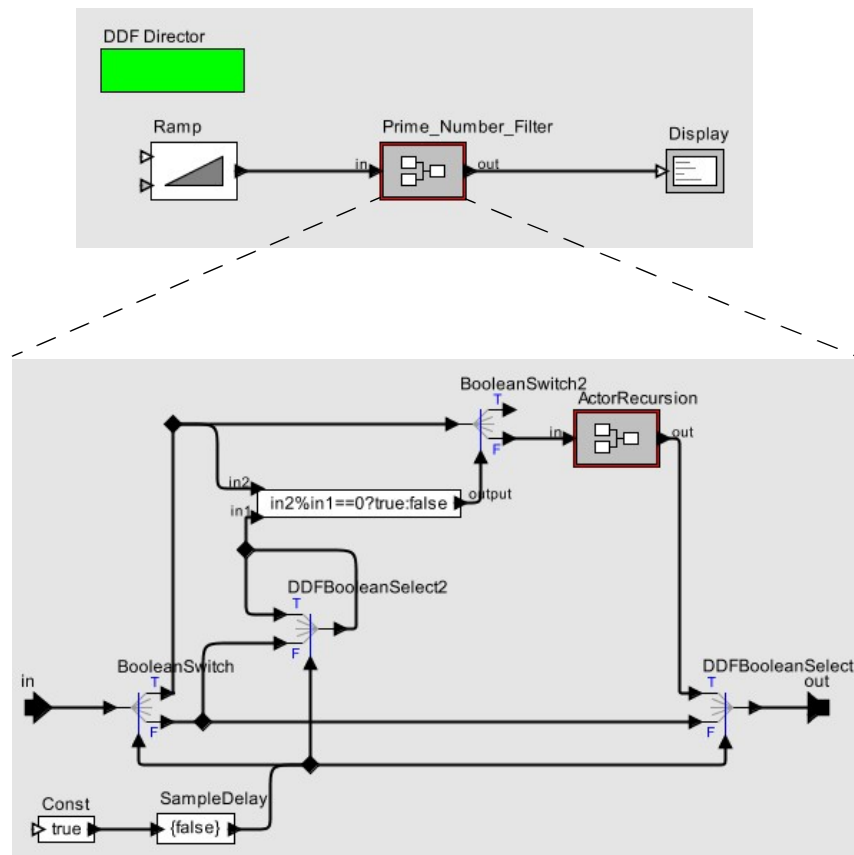 DDF Director
Ramp
Prime_Number_Filter
Display
in
out
BooleanSwitch2
T
F
ActorRecursion
in
out
in2
in1
in2%in1==0?true:false
output
DDFBooleanSelect2
T
F
BooleanSwitch
in
T
F
DDFBooleanSelect
out
T
F
Const
true
SampleDelay
{false}